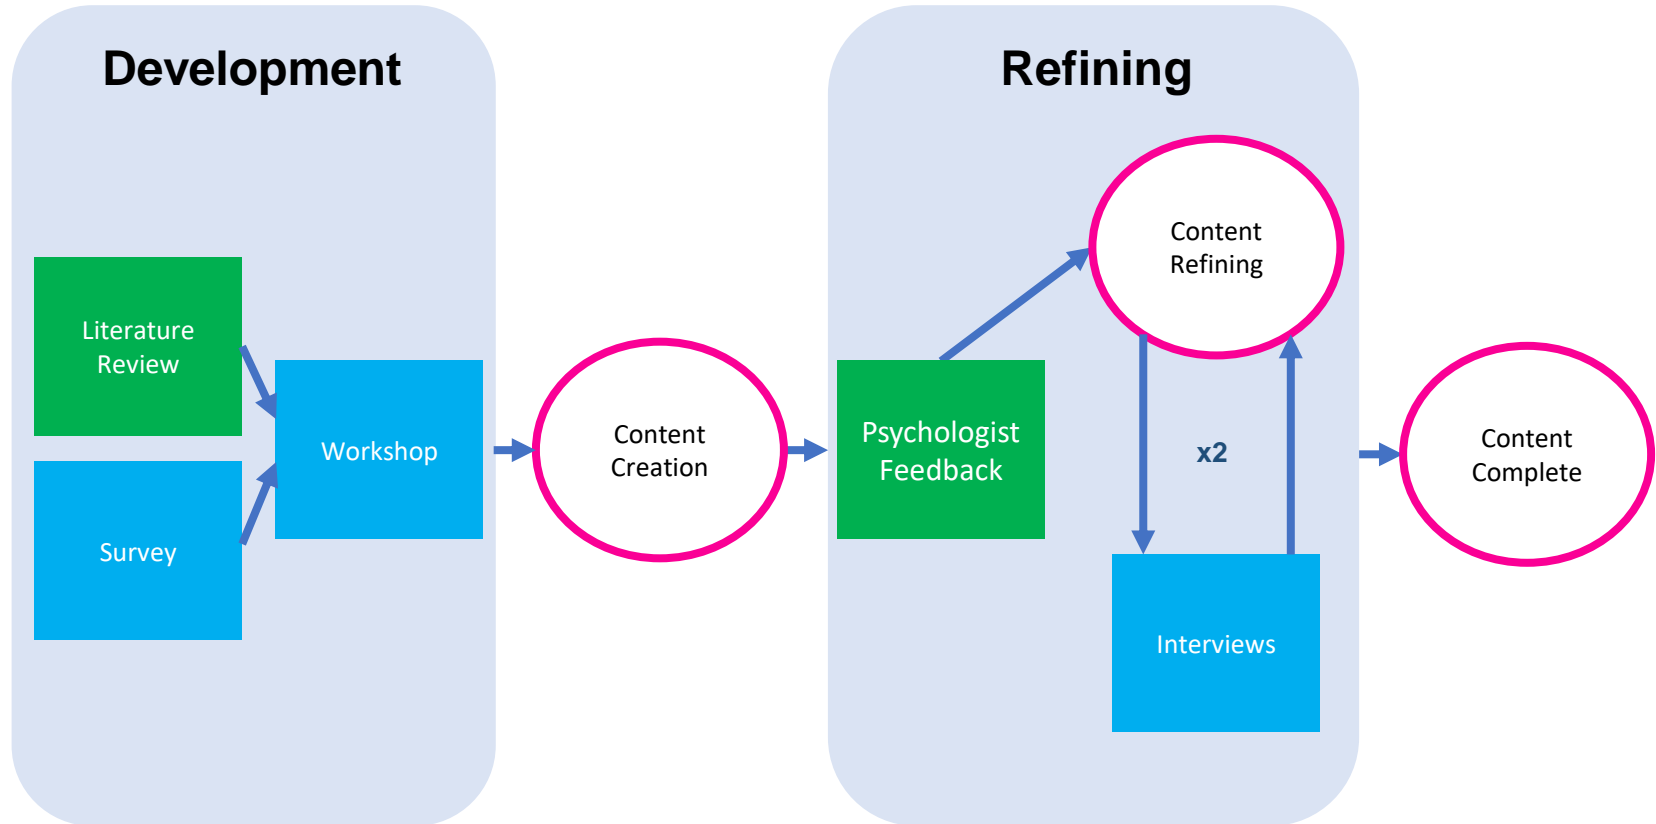 Development
Literature
Review
Survey
Workshop
Content
Creation
Refining
Psychologist
Feedback
Content
Refining
x2
Interviews
Content
Complete